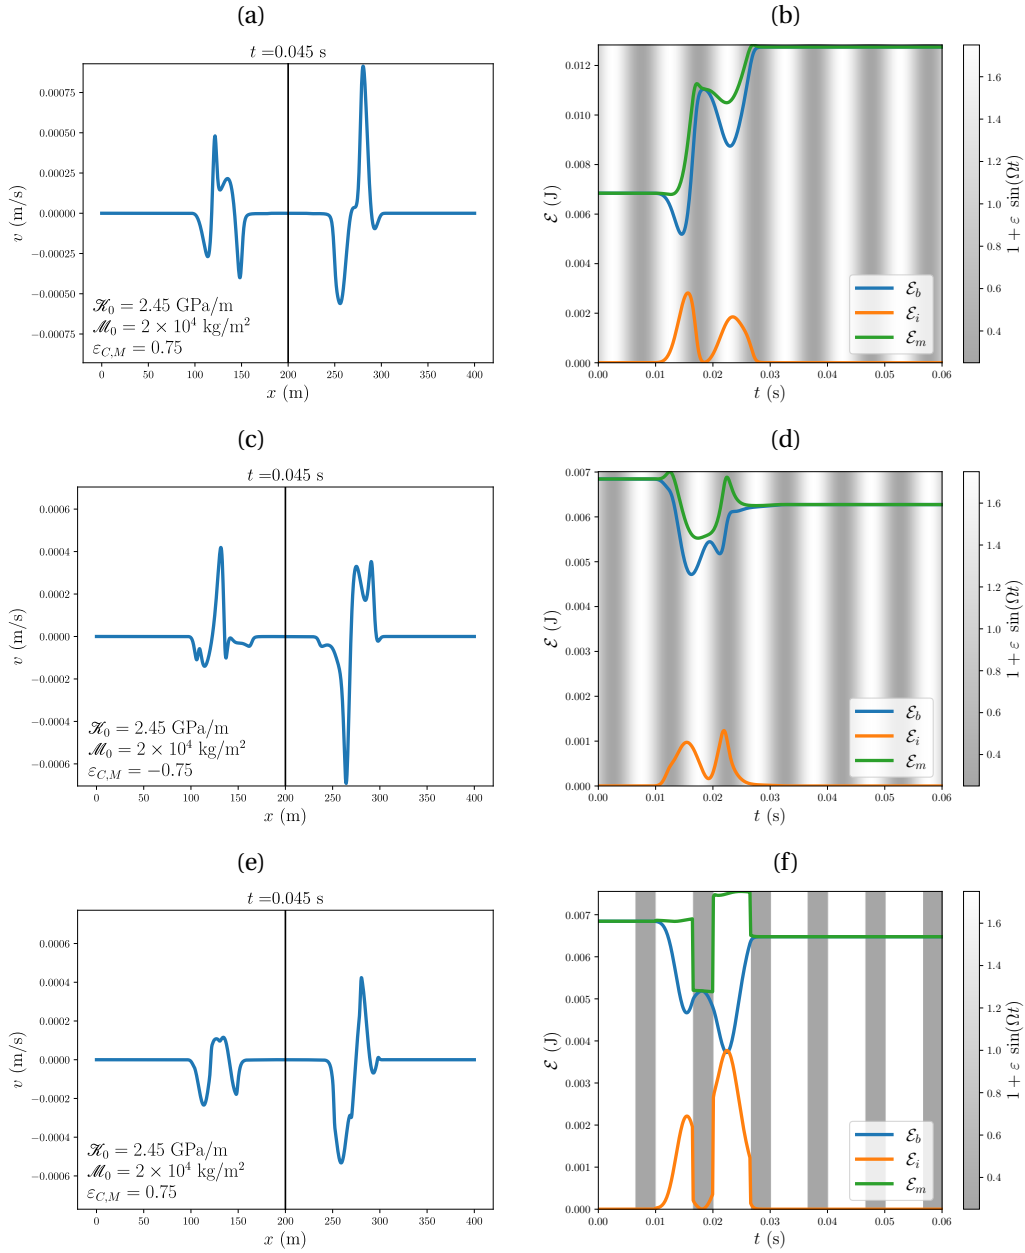 (a)
t =0.045 s
0.00075
0.00050
0.00025
0.00000
−0.00025
−0.00050
−0.00075
v (m/s)
𝒦0 = 2.45 GPa/m
ℳ0 = 2 × 10^4 kg/m^2
ε_{C,M} = 0.75
0 50 100 150 200 250 300 350 400
x (m)
(b)
0.012
0.010
0.008
0.006
0.004
0.002
0.000
ℰ (J)
ℰ_b
ℰ_i
ℰ_m
0.00 0.01 0.02 0.03 0.04 0.05 0.06
t (s)
1.6
1.4
1.2
1.0
0.8
0.6
0.4
1 + ε sin(Ωt)
(c)
t =0.045 s
0.0006
0.0004
0.0002
0.0000
−0.0002
−0.0004
−0.0006
v (m/s)
𝒦0 = 2.45 GPa/m
ℳ0 = 2 × 10^4 kg/m^2
ε_{C,M} = −0.75
0 50 100 150 200 250 300 350 400
x (m)
(d)
0.007
0.006
0.005
0.004
0.003
0.002
0.001
0.000
ℰ (J)
ℰ_b
ℰ_i
ℰ_m
0.00 0.01 0.02 0.03 0.04 0.05 0.06
t (s)
1.6
1.4
1.2
1.0
0.8
0.6
0.4
1 + ε sin(Ωt)
(e)
t =0.045 s
0.0006
0.0004
0.0002
0.0000
−0.0002
−0.0004
−0.0006
v (m/s)
𝒦0 = 2.45 GPa/m
ℳ0 = 2 × 10^4 kg/m^2
ε_{C,M} = 0.75
0 50 100 150 200 250 300 350 400
x (m)
(f)
0.007
0.006
0.005
0.004
0.003
0.002
0.001
0.000
ℰ (J)
ℰ_b
ℰ_i
ℰ_m
0.00 0.01 0.02 0.03 0.04 0.05 0.06
t (s)
1.6
1.4
1.2
1.0
0.8
0.6
0.4
1 + ε sin(Ωt)